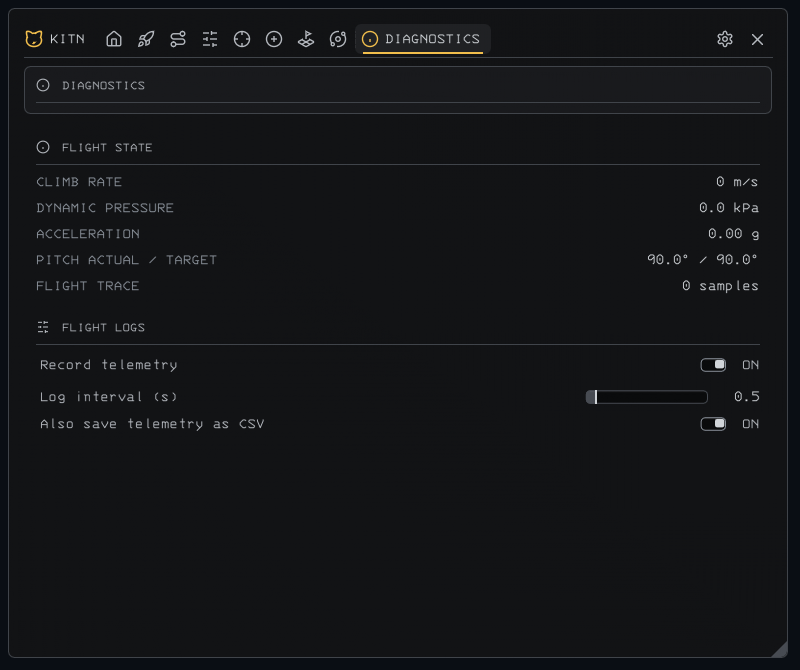 KITN DIAGNOSTICS
DIAGNOSTICS
FLIGHT STATE
CLIMB RATE 0 m/s
DYNAMIC PRESSURE 0.0 kPa
ACCELERATION 0.00 g
PITCH ACTUAL / TARGET 90.0° / 90.0°
FLIGHT TRACE 0 samples
FLIGHT LOGS
Record telemetry ON
Log interval (s) 0.5
Also save telemetry as CSV ON